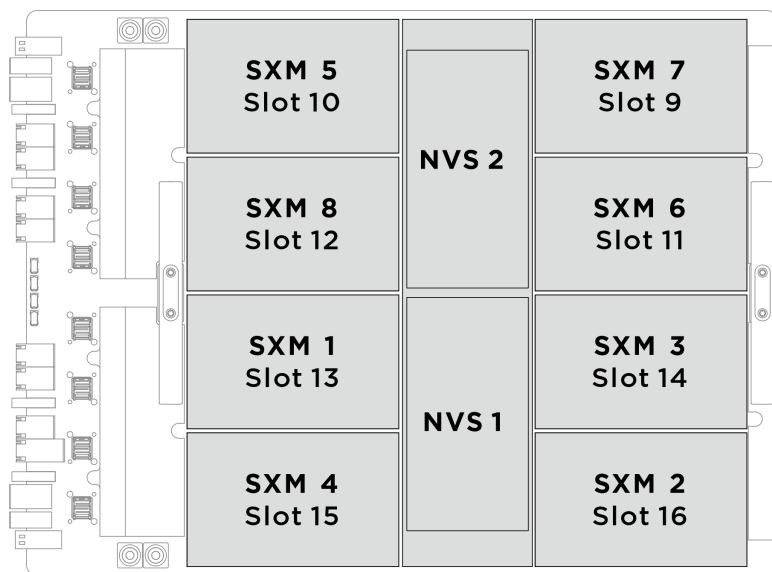 SXM 5
Slot 10
SXM 7
Slot 9
NVS 2
SXM 8
Slot 12
SXM 6
Slot 11
SXM 1
Slot 13
SXM 3
Slot 14
NVS 1
SXM 4
Slot 15
SXM 2
Slot 16